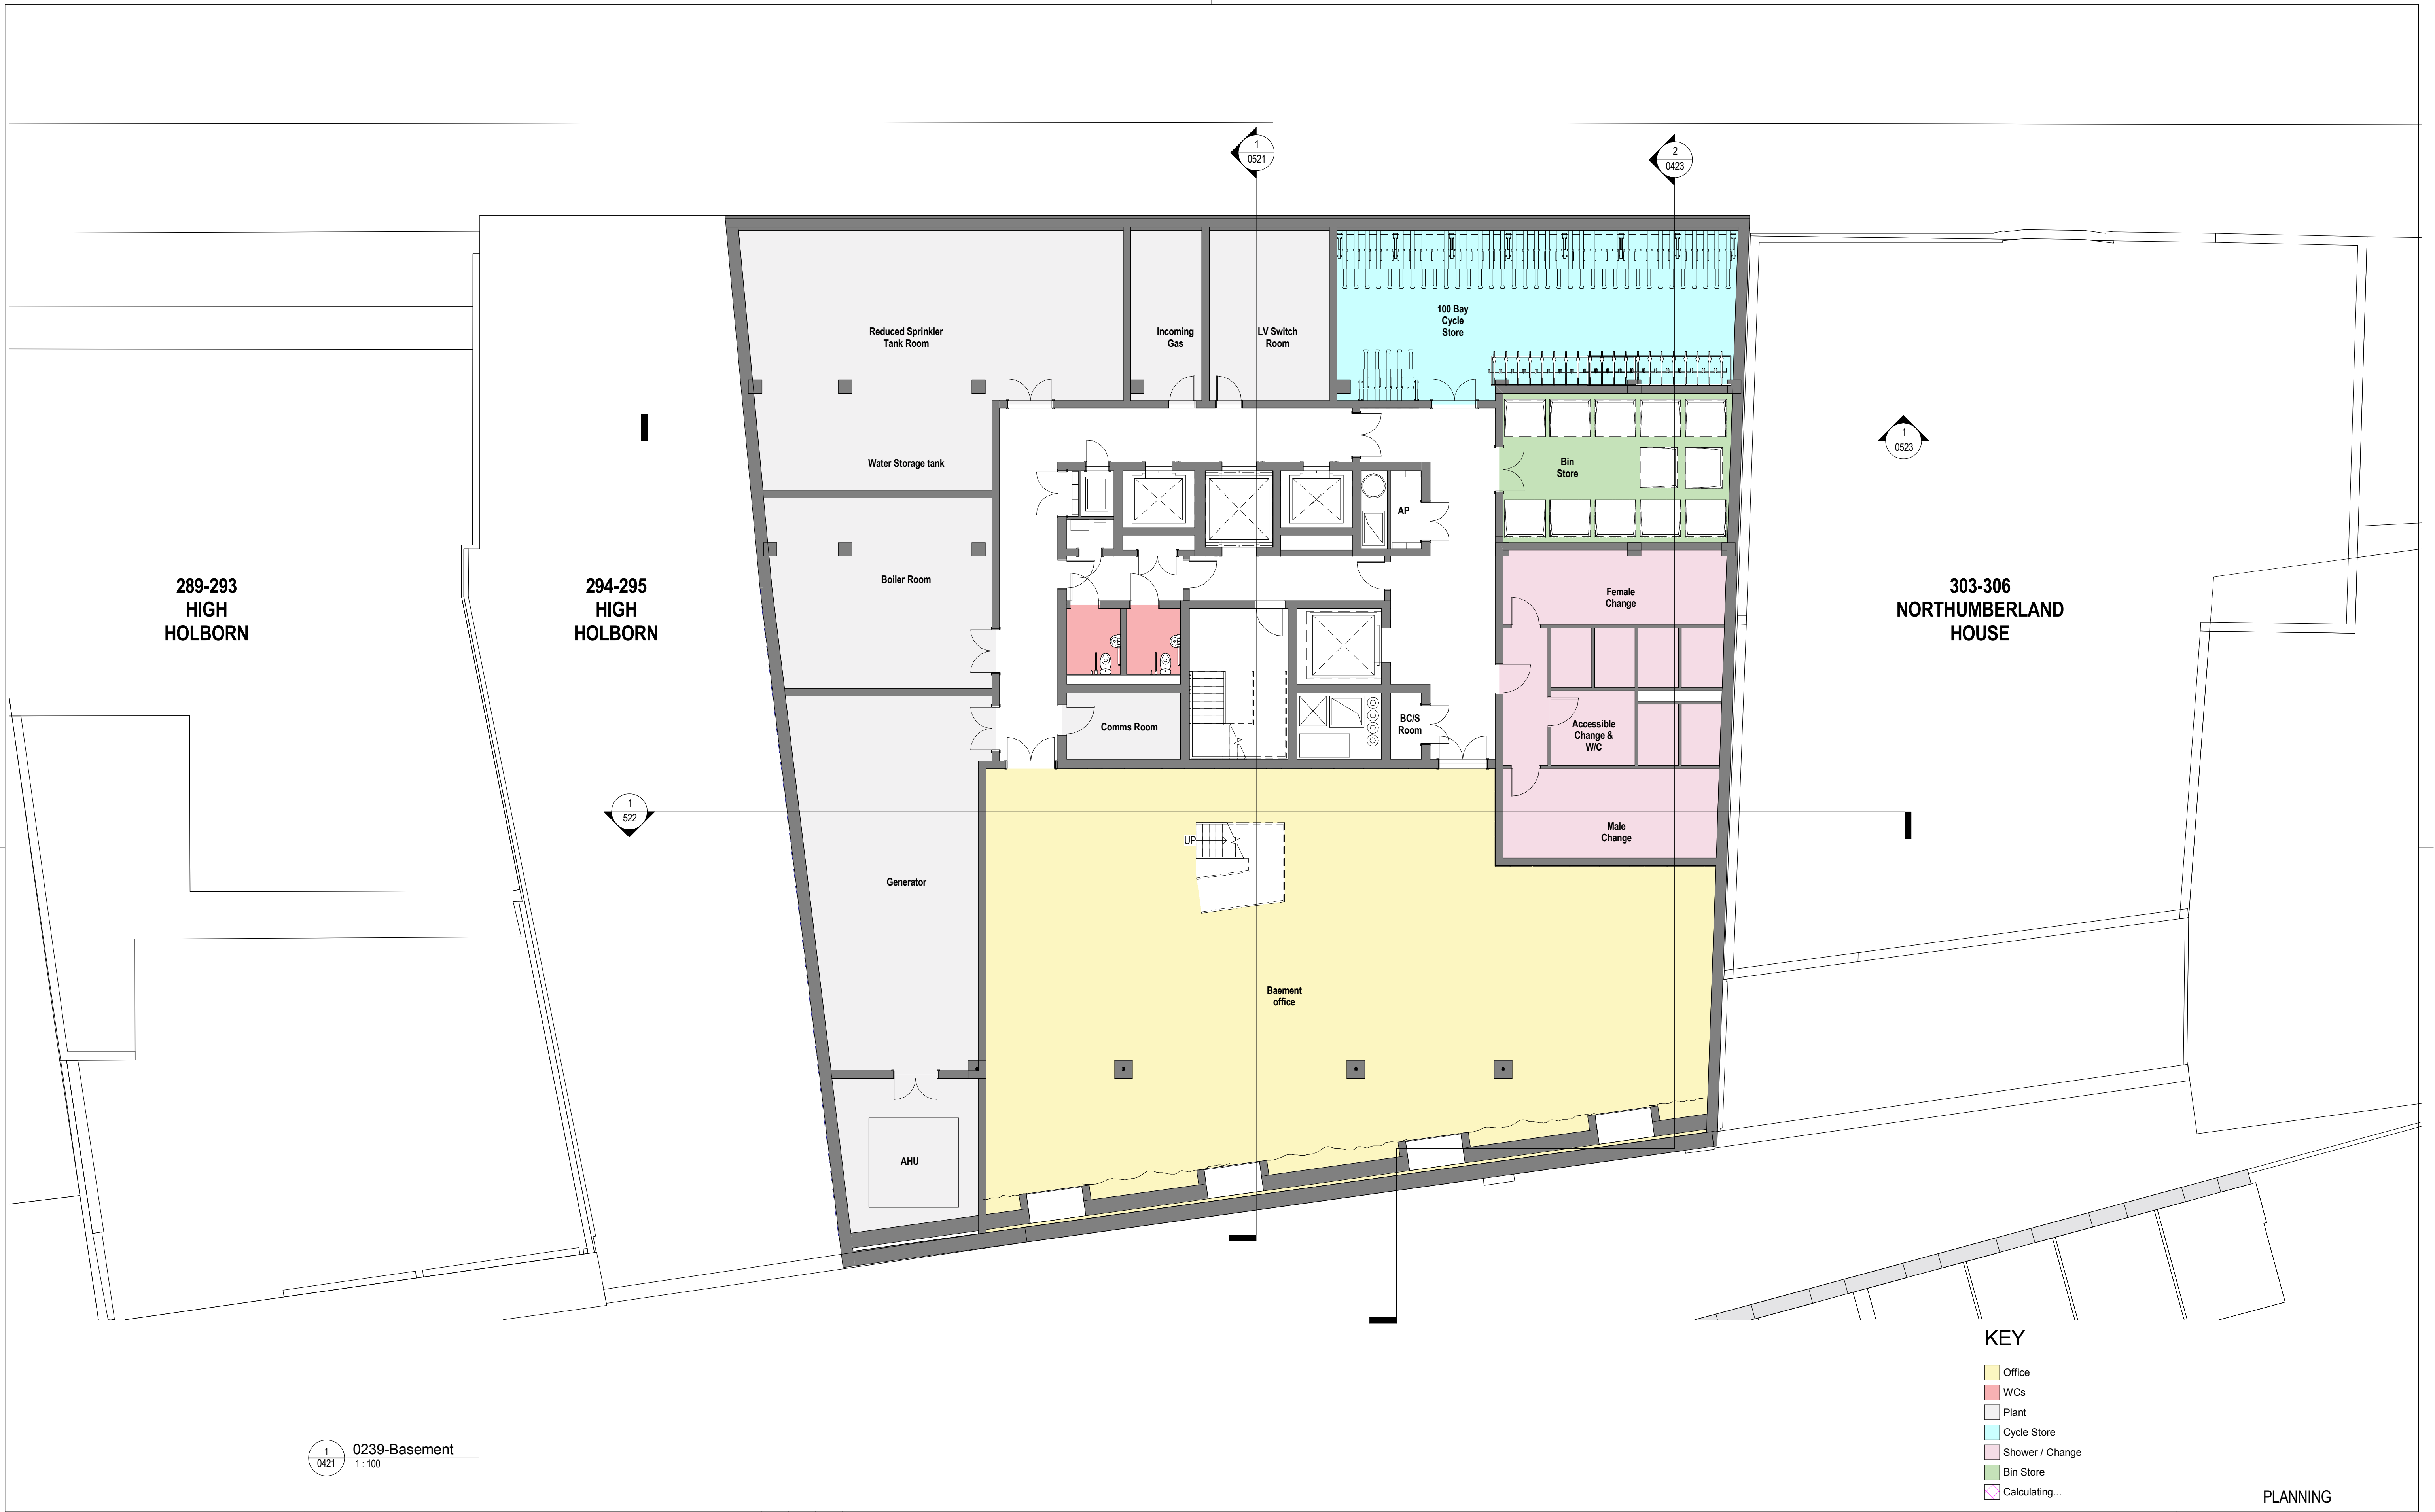 1
0521
2
0423
Reduced Sprinkler
Tank Room
Incoming
Gas
LV Switch
Room
100 Bay
Cycle
Store
1
0523
Water Storage tank
Bin
Store
AP
289-293
HIGH
HOLBORN
294-295
HIGH
HOLBORN
Boiler Room
Female
Change
303-306
NORTHUMBERLAND
HOUSE
Comms Room
BC/S
Room
Accessible
Change &
W/C
1
522
UP
Male
Change
Generator
Baement
office
AHU
KEY
Office
WCs
Plant
Cycle Store
Shower / Change
Bin Store
Calculating...
1
0421
0239-Basement
1 : 100
PLANNING